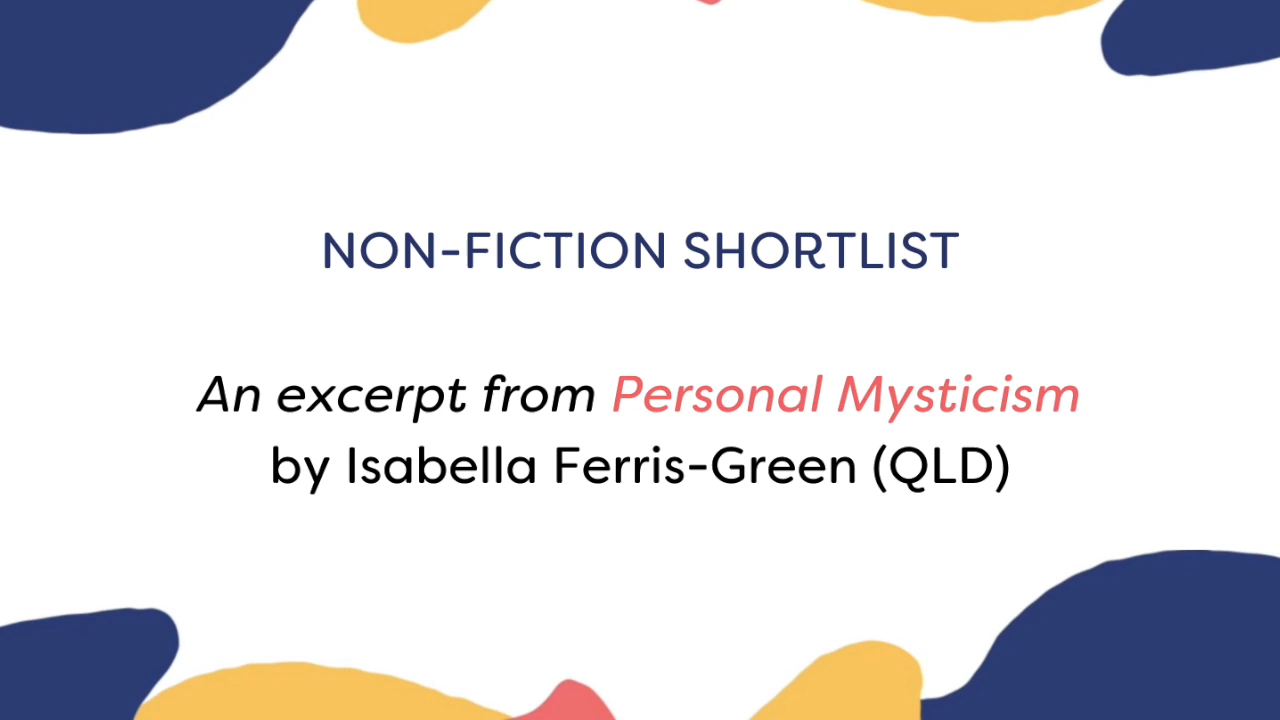 NON-FICTION SHORTLIST
An excerpt from Personal Mysticism
by Isabella Ferris-Green (QLD)